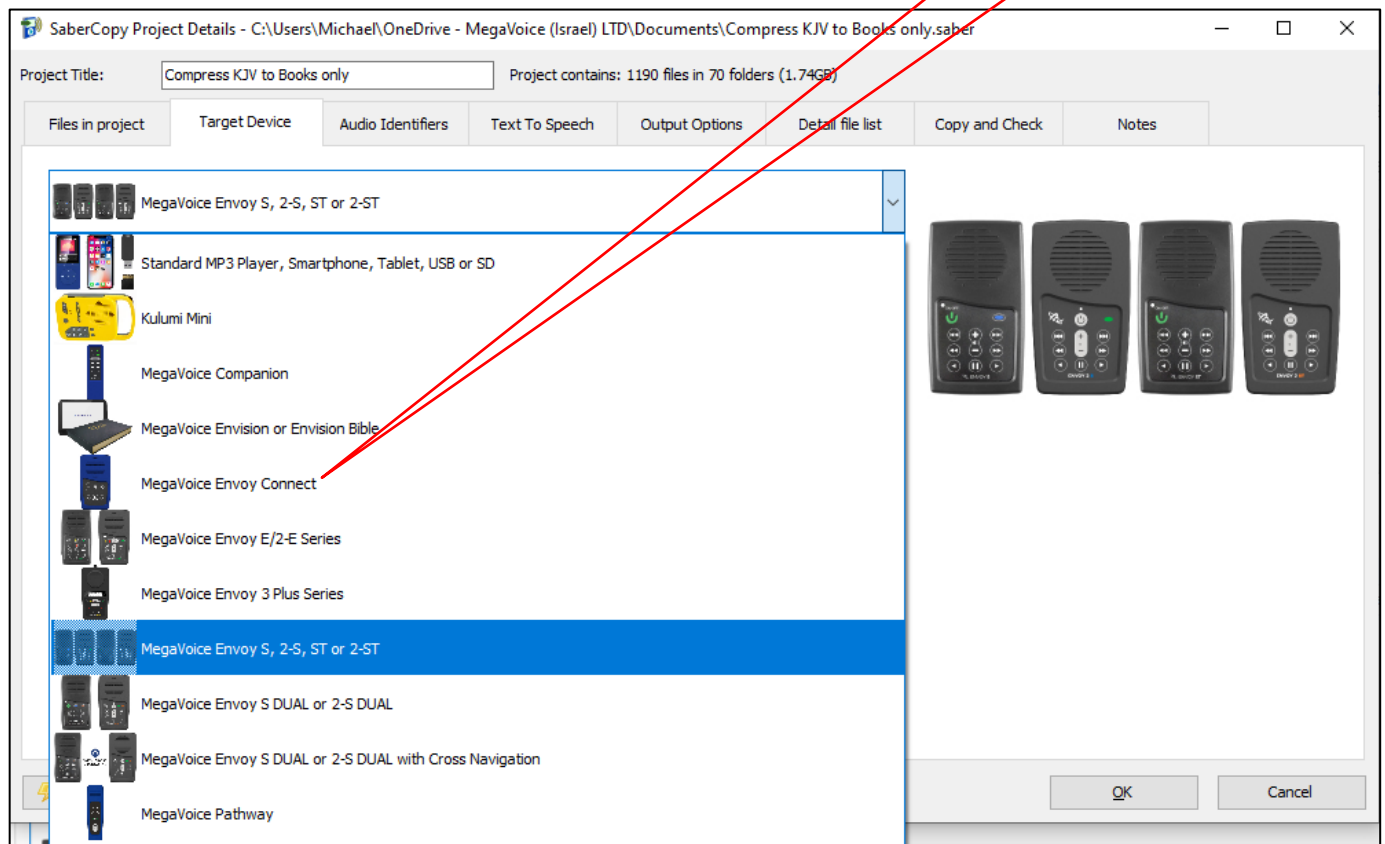 SaberCopy Project Details - C:\Users\Michael\OneDrive - MegaVoice (Israel) LTD\Documents\Compress KJV to Books only.saber
Project Title: Compress KJV to Books only Project contains: 1190 files in 70 folders (1.74GB)
Files in project Target Device Audio Identifiers Text To Speech Output Options Detail file list Copy and Check Notes
MegaVoice Envoy S, 2-S, ST or 2-ST
Standard MP3 Player, Smartphone, Tablet, USB or SD
Kulumi Mini
MegaVoice Companion
MegaVoice Envision or Envision Bible
MegaVoice Envoy Connect
MegaVoice Envoy E/2-E Series
MegaVoice Envoy 3 Plus Series
MegaVoice Envoy S, 2-S, ST or 2-ST
MegaVoice Envoy S DUAL or 2-S DUAL
MegaVoice Envoy S DUAL or 2-S DUAL with Cross Navigation
MegaVoice Pathway
OK Cancel